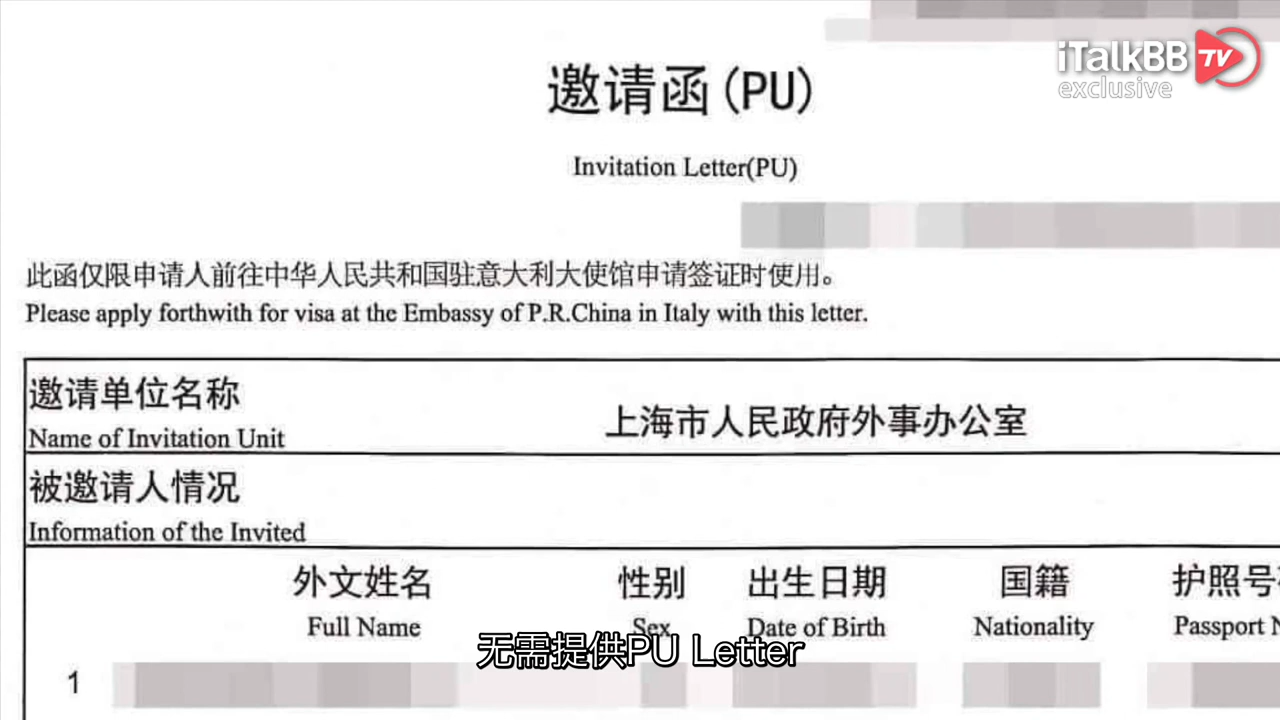 iTalkBB TV
exclusive
邀请函(PU)
Invitation Letter(PU)
此函仅限申请人前往中华人民共和国驻意大利大使馆申请签证时使用。
Please apply forthwith for visa at the Embassy of P.R.China in Italy with this letter.
邀请单位名称
Name of Invitation Unit
上海市人民政府外事办公室
被邀请人情况
Information of the Invited
外文姓名 性别 出生日期 国籍 护照号
Full Name Sex Date of Birth Nationality Passport
无需提供PU Letter
1